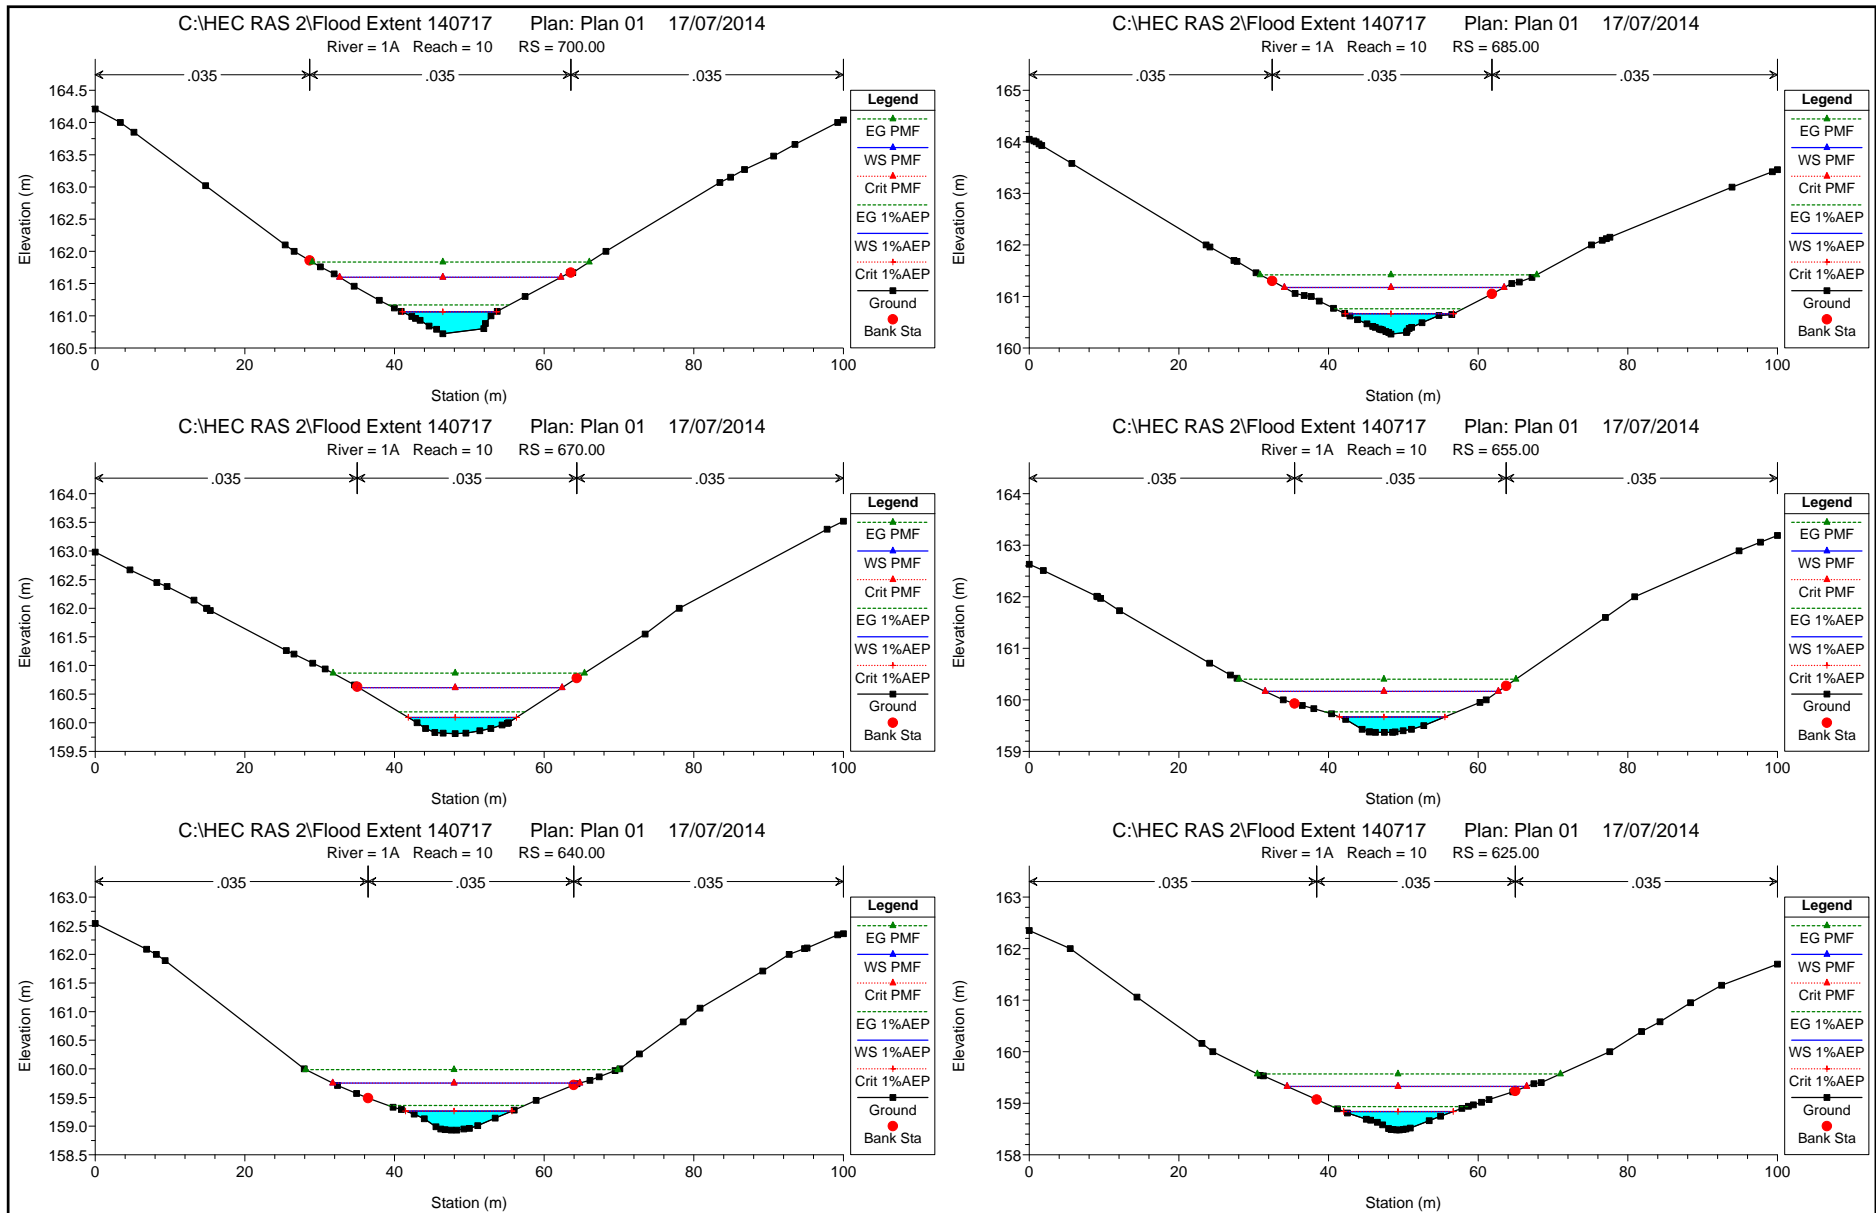 C:\HEC RAS 2\Flood Extent 140717 Plan: Plan 01 17/07/2014
River = 1A Reach = 10 RS = 700.00
.035 .035 .035
164.5
164.0
163.5
163.0
162.5
162.0
161.5
161.0
160.5
Elevation (m)
0 20 40 60 80 100
Station (m)
Legend
EG PMF
WS PMF
Crit PMF
EG 1%AEP
WS 1%AEP
Crit 1%AEP
Ground
Bank Sta
C:\HEC RAS 2\Flood Extent 140717 Plan: Plan 01 17/07/2014
River = 1A Reach = 10 RS = 685.00
.035 .035 .035
165
164
163
162
161
160
Elevation (m)
0 20 40 60 80 100
Station (m)
Legend
EG PMF
WS PMF
Crit PMF
EG 1%AEP
WS 1%AEP
Crit 1%AEP
Ground
Bank Sta
C:\HEC RAS 2\Flood Extent 140717 Plan: Plan 01 17/07/2014
River = 1A Reach = 10 RS = 670.00
.035 .035 .035
164.0
163.5
163.0
162.5
162.0
161.5
161.0
160.5
160.0
159.5
Elevation (m)
0 20 40 60 80 100
Station (m)
Legend
EG PMF
WS PMF
Crit PMF
EG 1%AEP
WS 1%AEP
Crit 1%AEP
Ground
Bank Sta
C:\HEC RAS 2\Flood Extent 140717 Plan: Plan 01 17/07/2014
River = 1A Reach = 10 RS = 655.00
.035 .035 .035
164
163
162
161
160
159
Elevation (m)
0 20 40 60 80 100
Station (m)
Legend
EG PMF
WS PMF
Crit PMF
EG 1%AEP
WS 1%AEP
Crit 1%AEP
Ground
Bank Sta
C:\HEC RAS 2\Flood Extent 140717 Plan: Plan 01 17/07/2014
River = 1A Reach = 10 RS = 640.00
.035 .035 .035
163.0
162.5
162.0
161.5
161.0
160.5
160.0
159.5
159.0
158.5
Elevation (m)
0 20 40 60 80 100
Station (m)
Legend
EG PMF
WS PMF
Crit PMF
EG 1%AEP
WS 1%AEP
Crit 1%AEP
Ground
Bank Sta
C:\HEC RAS 2\Flood Extent 140717 Plan: Plan 01 17/07/2014
River = 1A Reach = 10 RS = 625.00
.035 .035 .035
163
162
161
160
159
158
Elevation (m)
0 20 40 60 80 100
Station (m)
Legend
EG PMF
WS PMF
Crit PMF
EG 1%AEP
WS 1%AEP
Crit 1%AEP
Ground
Bank Sta